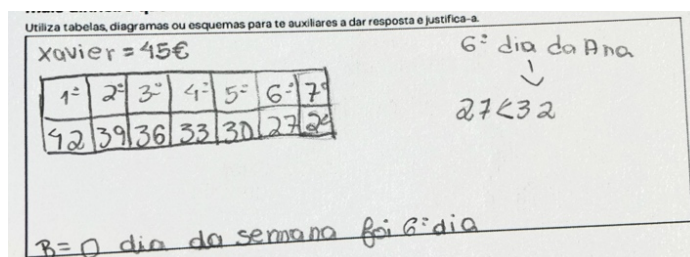 Utiliza tabelas, diagramas ou esquemas para te auxiliares a dar resposta e justifica-a.
Xavier = 45€
6º dia da Ana
1º 2º 3º 4º 5º 6º 7º
42 39 36 33 30 27 24
27<32
R= O dia da semana foi 6º dia